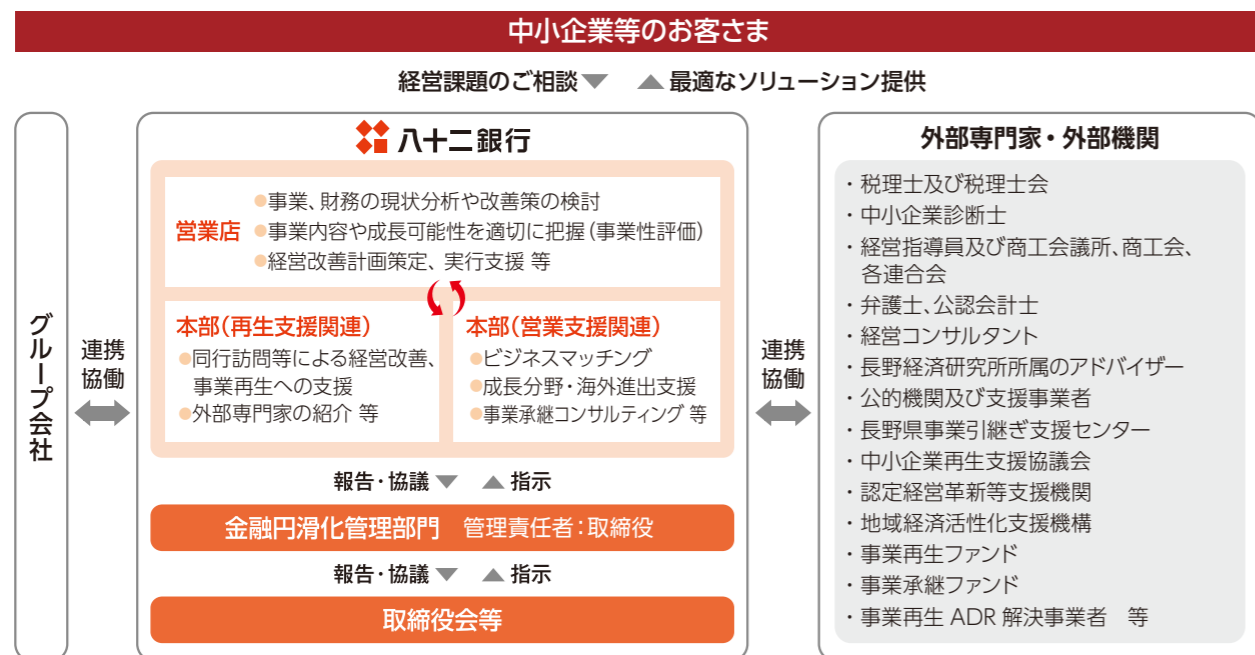 中小企業等のお客さま
経営課題のご相談▼ ▲最適なソリューション提供
グループ会社
連携
協働
八十二銀行
営業店
●事業、財務の現状分析や改善策の検討
●事業内容や成長可能性を適切に把握(事業性評価)
●経営改善計画策定、実行支援 等
本部(再生支援関連)
●同行訪問等による経営改善、
事業再生への支援
●外部専門家の紹介 等
本部(営業支援関連)
●ビジネスマッチング
●成長分野・海外進出支援
●事業承継コンサルティング 等
報告・協議▼ ▲指示
金融円滑化管理部門 管理責任者:取締役
報告・協議▼ ▲指示
取締役会等
連携
協働
外部専門家・外部機関
・税理士及び税理士会
・中小企業診断士
・経営指導員及び商工会議所、商工会、
各連合会
・弁護士、公認会計士
・経営コンサルタント
・長野経済研究所所属のアドバイザー
・公的機関及び支援事業者
・長野県事業引継ぎ支援センター
・中小企業再生支援協議会
・認定経営革新等支援機関
・地域経済活性化支援機構
・事業再生ファンド
・事業承継ファンド
・事業再生 ADR 解決事業者 等